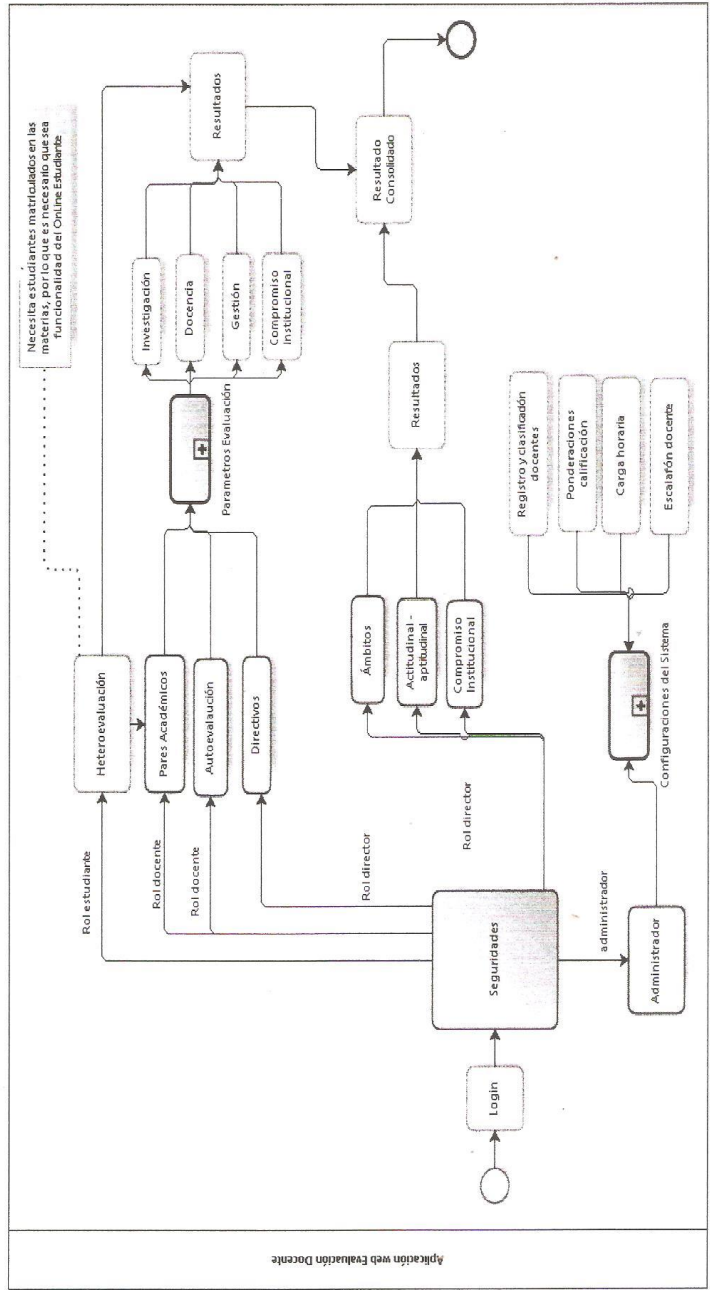 Aplicación web Evaluación Docente
Login
Seguridades
Rol estudiante
Rol docente
Rol docente
Rol director
Rol director
administrador
Administrador
Heteroevaluación
Pares Académicos
Autoevalaución
Directivos
Necesita estudiantes matriculados en las
materias, por lo que es necesario que sea
funcionalidad del OnLine Estudiante
Parametros Evaluación
Investigación
Docencia
Gestión
Compromiso
Institucional
Resultados
Ámbitos
Actitudinal -
aptitudinal
Compromiso
Institucional
Resultados
Resultado
Consolidado
Configuraciones del Sistema
Registro y clasificación
docentes
Ponderaciones
calificación
Carga horaria
Escalafón docente